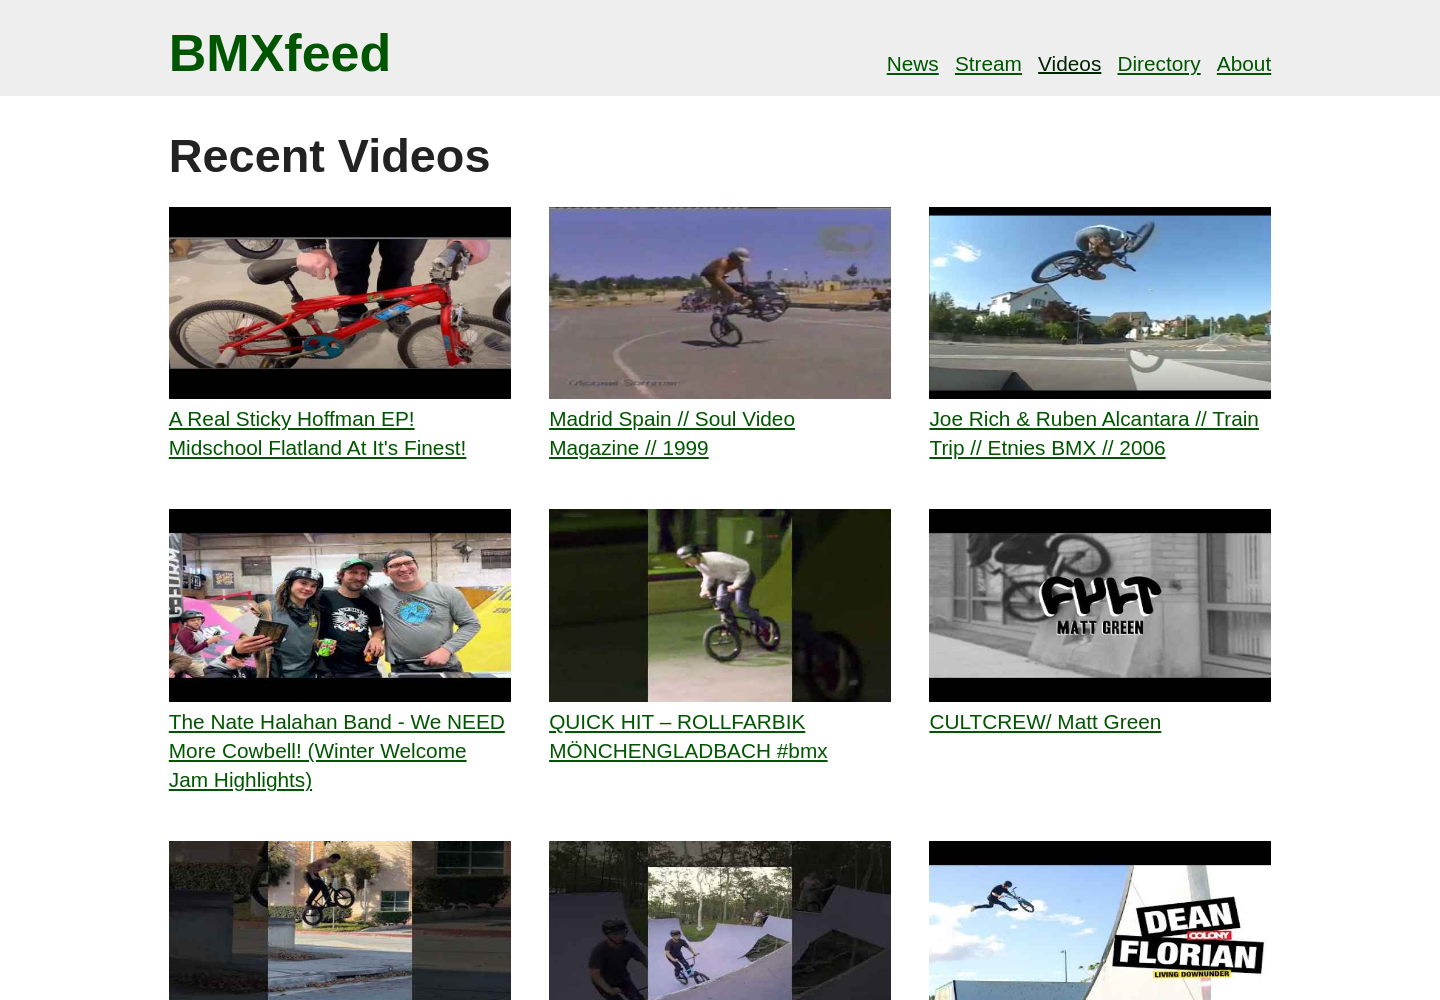 BMXfeed
News Stream Videos Directory About
Recent Videos
A Real Sticky Hoffman EP!
Midschool Flatland At It's Finest!
Madrid Spain // Soul Video
Magazine // 1999
Joe Rich & Ruben Alcantara // Train
Trip // Etnies BMX // 2006
G-FORM
CULT
MATT GREEN
The Nate Halahan Band - We NEED
More Cowbell! (Winter Welcome
Jam Highlights)
QUICK HIT – ROLLFARBIK
MÖNCHENGLADBACH #bmx
CULTCREW/ Matt Green
DEAN
COLONY
FLORIAN
LIVING DOWNUNDER